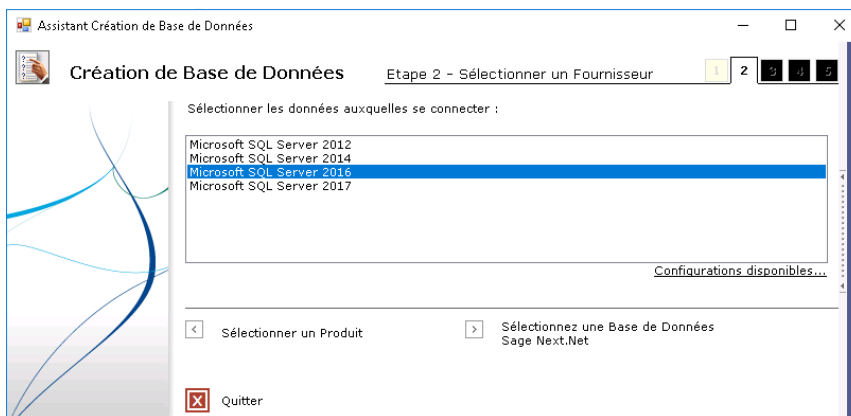 Assistant Création de Base de Données
Création de Base de Données
Etape 2 - Sélectionner un Fournisseur
1 2 3 4 5
Sélectionner les données auxquelles se connecter :
Microsoft SQL Server 2012
Microsoft SQL Server 2014
Microsoft SQL Server 2016
Microsoft SQL Server 2017
Configurations disponibles...
Sélectionner un Produit
Sélectionnez une Base de Données
Sage Next.Net
Quitter